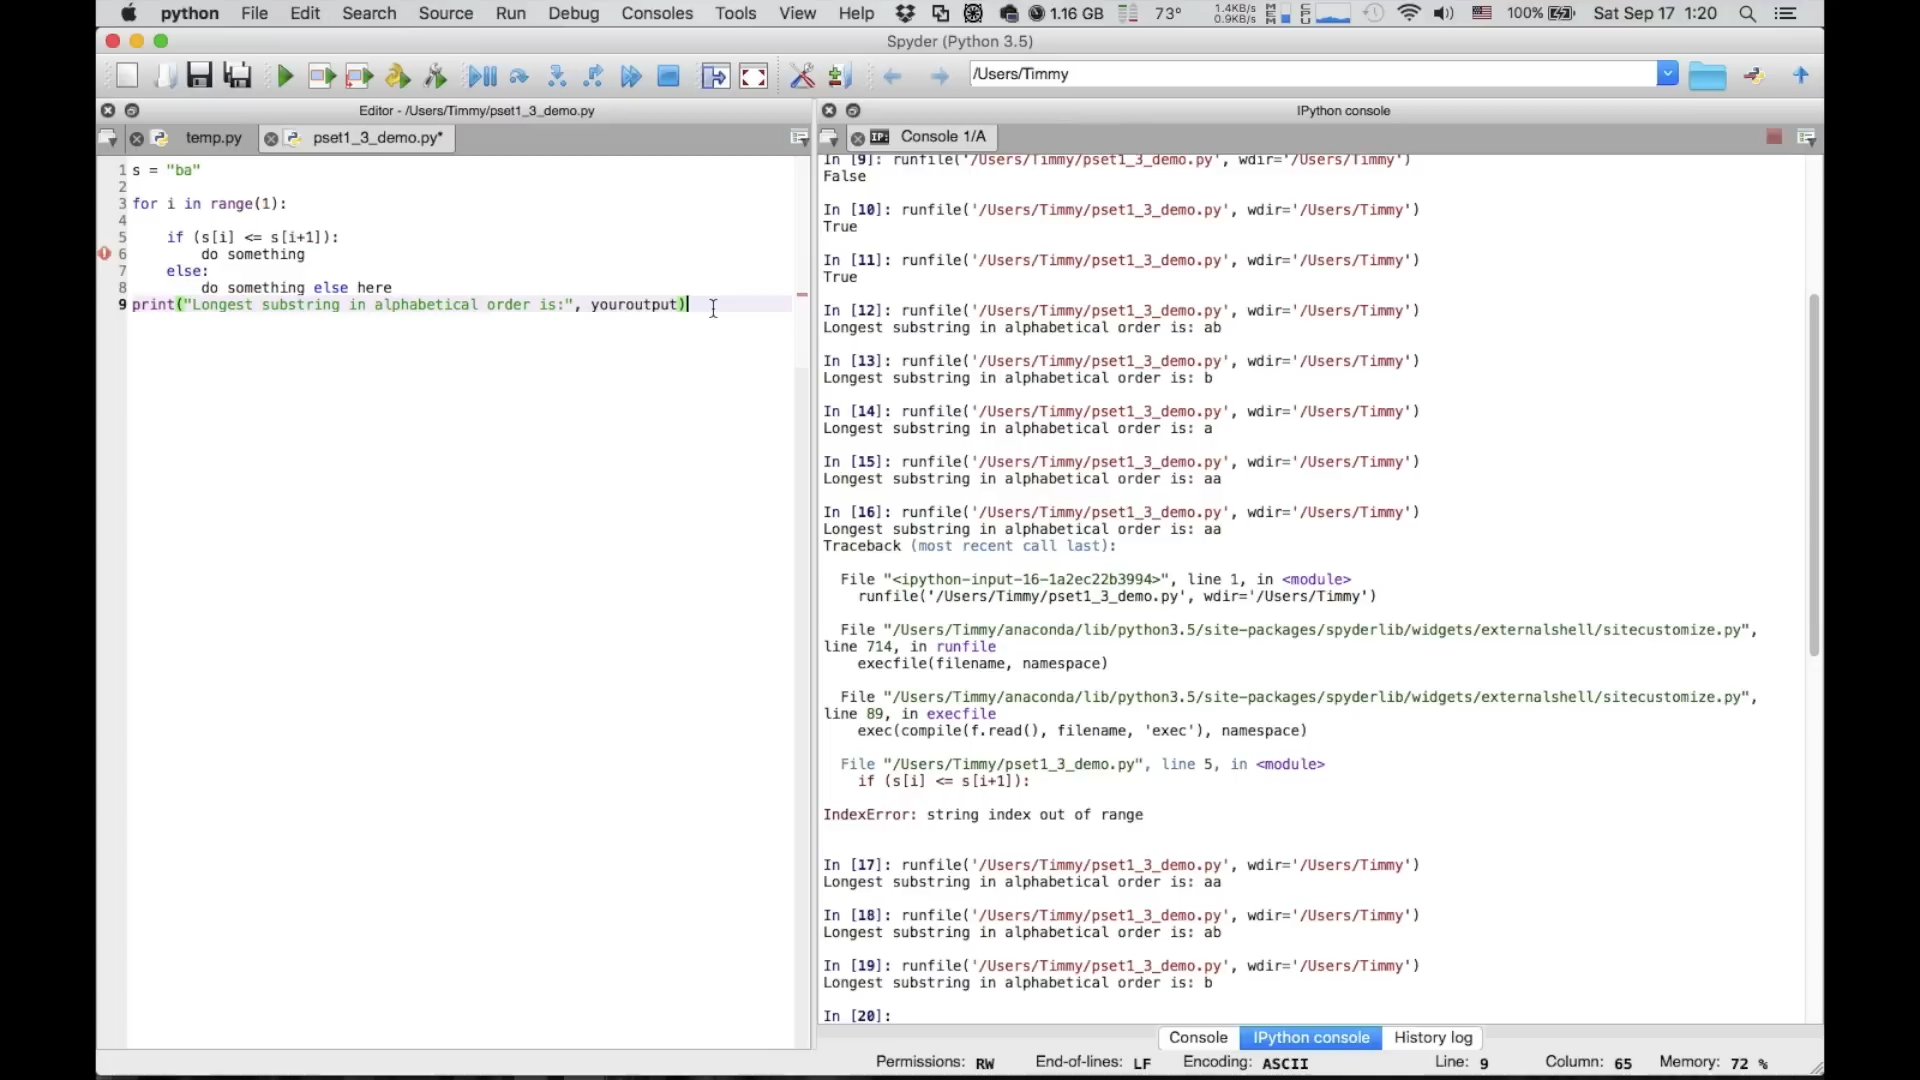 python File Edit Search Source Run Debug Consoles Tools View Help 1.16 GB 73° 1.4KB/s 0.9KB/s MEM CPU 100% Sat Sep 17 1:20
Spyder (Python 3.5)
/Users/Timmy
Editor - /Users/Timmy/pset1_3_demo.py
temp.py pset1_3_demo.py*
1 s = "ba"
2
3 for i in range(1):
4
5     if (s[i] <= s[i+1]):
6         do something
7     else:
8         do something else here
9 print("Longest substring in alphabetical order is:", youroutput)
IPython console
IP: Console 1/A
In [9]: runfile('/Users/Timmy/pset1_3_demo.py', wdir='/Users/Timmy')
False
In [10]: runfile('/Users/Timmy/pset1_3_demo.py', wdir='/Users/Timmy')
True
In [11]: runfile('/Users/Timmy/pset1_3_demo.py', wdir='/Users/Timmy')
True
In [12]: runfile('/Users/Timmy/pset1_3_demo.py', wdir='/Users/Timmy')
Longest substring in alphabetical order is: ab
In [13]: runfile('/Users/Timmy/pset1_3_demo.py', wdir='/Users/Timmy')
Longest substring in alphabetical order is: b
In [14]: runfile('/Users/Timmy/pset1_3_demo.py', wdir='/Users/Timmy')
Longest substring in alphabetical order is: a
In [15]: runfile('/Users/Timmy/pset1_3_demo.py', wdir='/Users/Timmy')
Longest substring in alphabetical order is: aa
In [16]: runfile('/Users/Timmy/pset1_3_demo.py', wdir='/Users/Timmy')
Longest substring in alphabetical order is: aa
Traceback (most recent call last):
  File "<ipython-input-16-1a2ec22b3994>", line 1, in <module>
    runfile('/Users/Timmy/pset1_3_demo.py', wdir='/Users/Timmy')
  File "/Users/Timmy/anaconda/lib/python3.5/site-packages/spyderlib/widgets/externalshell/sitecustomize.py",
line 714, in runfile
    execfile(filename, namespace)
  File "/Users/Timmy/anaconda/lib/python3.5/site-packages/spyderlib/widgets/externalshell/sitecustomize.py",
line 89, in execfile
    exec(compile(f.read(), filename, 'exec'), namespace)
  File "/Users/Timmy/pset1_3_demo.py", line 5, in <module>
    if (s[i] <= s[i+1]):
IndexError: string index out of range
In [17]: runfile('/Users/Timmy/pset1_3_demo.py', wdir='/Users/Timmy')
Longest substring in alphabetical order is: aa
In [18]: runfile('/Users/Timmy/pset1_3_demo.py', wdir='/Users/Timmy')
Longest substring in alphabetical order is: ab
In [19]: runfile('/Users/Timmy/pset1_3_demo.py', wdir='/Users/Timmy')
Longest substring in alphabetical order is: b
In [20]:
Console IPython console History log
Permissions: RW End-of-lines: LF Encoding: ASCII Line: 9 Column: 65 Memory: 72 %